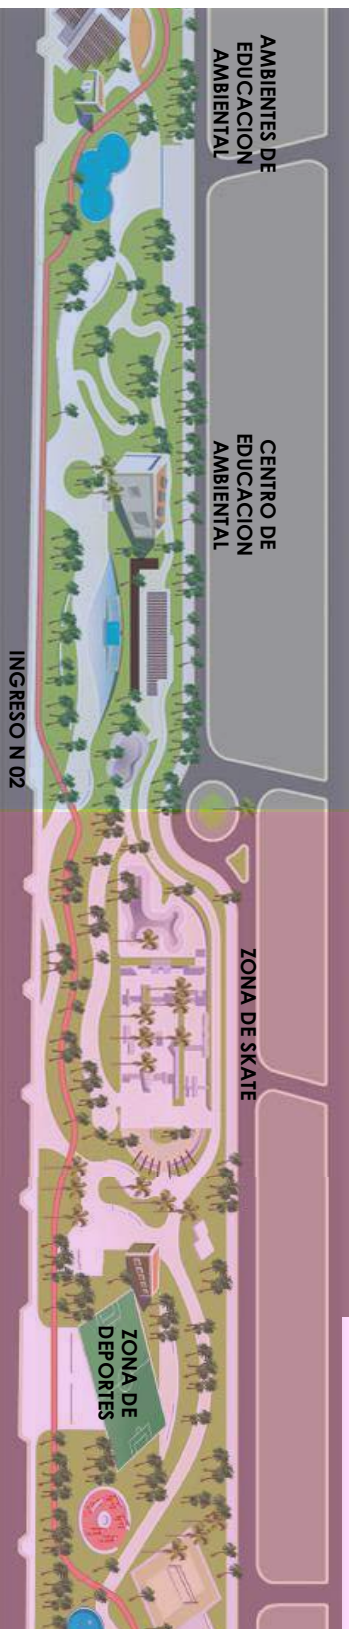 AMBIENTES DE
EDUCACION
AMBIENTAL
CENTRO DE
EDUCACION
AMBIENTAL
INGRESO N 02
ZONA DE SKATE
ZONA DE
DEPORTES